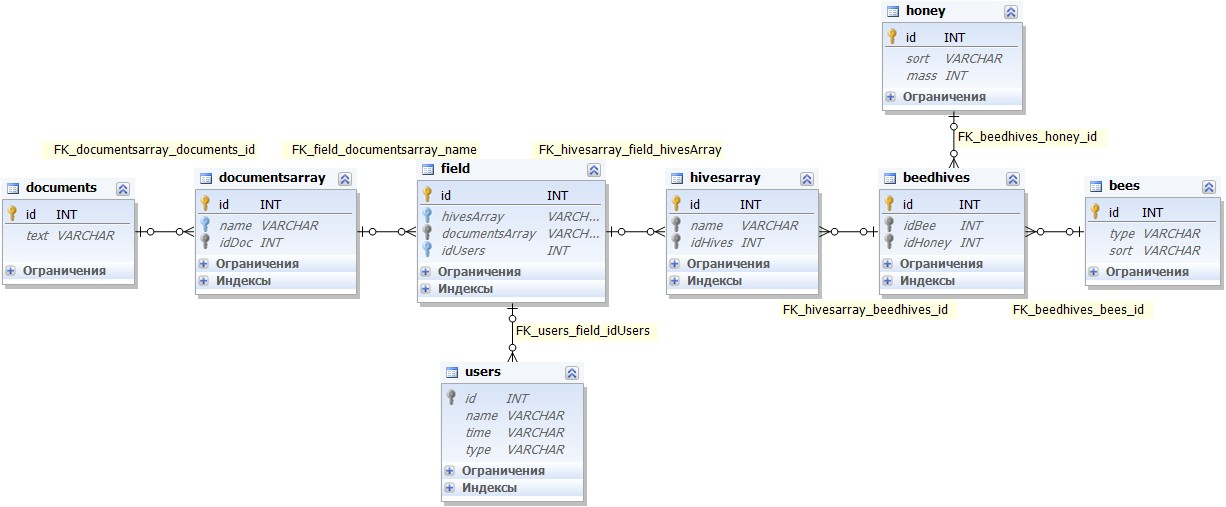 honey
id INT
sort VARCHAR
mass INT
Ограничения
FK_beedhives_honey_id
FK_documentsarray_documents_id
FK_field_documentsarray_name
FK_hivesarray_field_hivesArray
documents
id INT
text VARCHAR
Ограничения
documentsarray
id INT
name VARCHAR
idDoc INT
Ограничения
Индексы
field
id INT
hivesArray VARCH...
documentsArray VARCH...
idUsers INT
Ограничения
Индексы
hivesarray
id INT
name VARCHAR
idHives INT
Ограничения
Индексы
beedhives
id INT
idBee INT
idHoney INT
Ограничения
Индексы
bees
id INT
type VARCHAR
sort VARCHAR
Ограничения
FK_hivesarray_beedhives_id
FK_beedhives_bees_id
FK_users_field_idUsers
users
id INT
name VARCHAR
time VARCHAR
type VARCHAR
Ограничения
Индексы